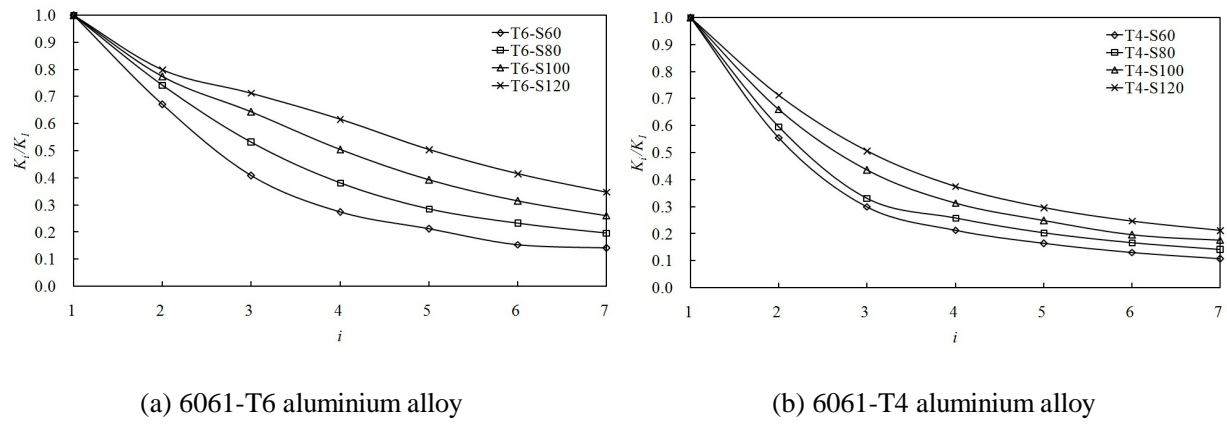 1.0
0.9
0.8
0.7
0.6
0.5
0.4
0.3
0.2
0.1
0.0
Ki/K1
T6-S60
T6-S80
T6-S100
T6-S120
1 2 3 4 5 6 7
i
(a) 6061-T6 aluminium alloy
1.0
0.9
0.8
0.7
0.6
0.5
0.4
0.3
0.2
0.1
0.0
Ki/K1
T4-S60
T4-S80
T4-S100
T4-S120
1 2 3 4 5 6 7
i
(b) 6061-T4 aluminium alloy